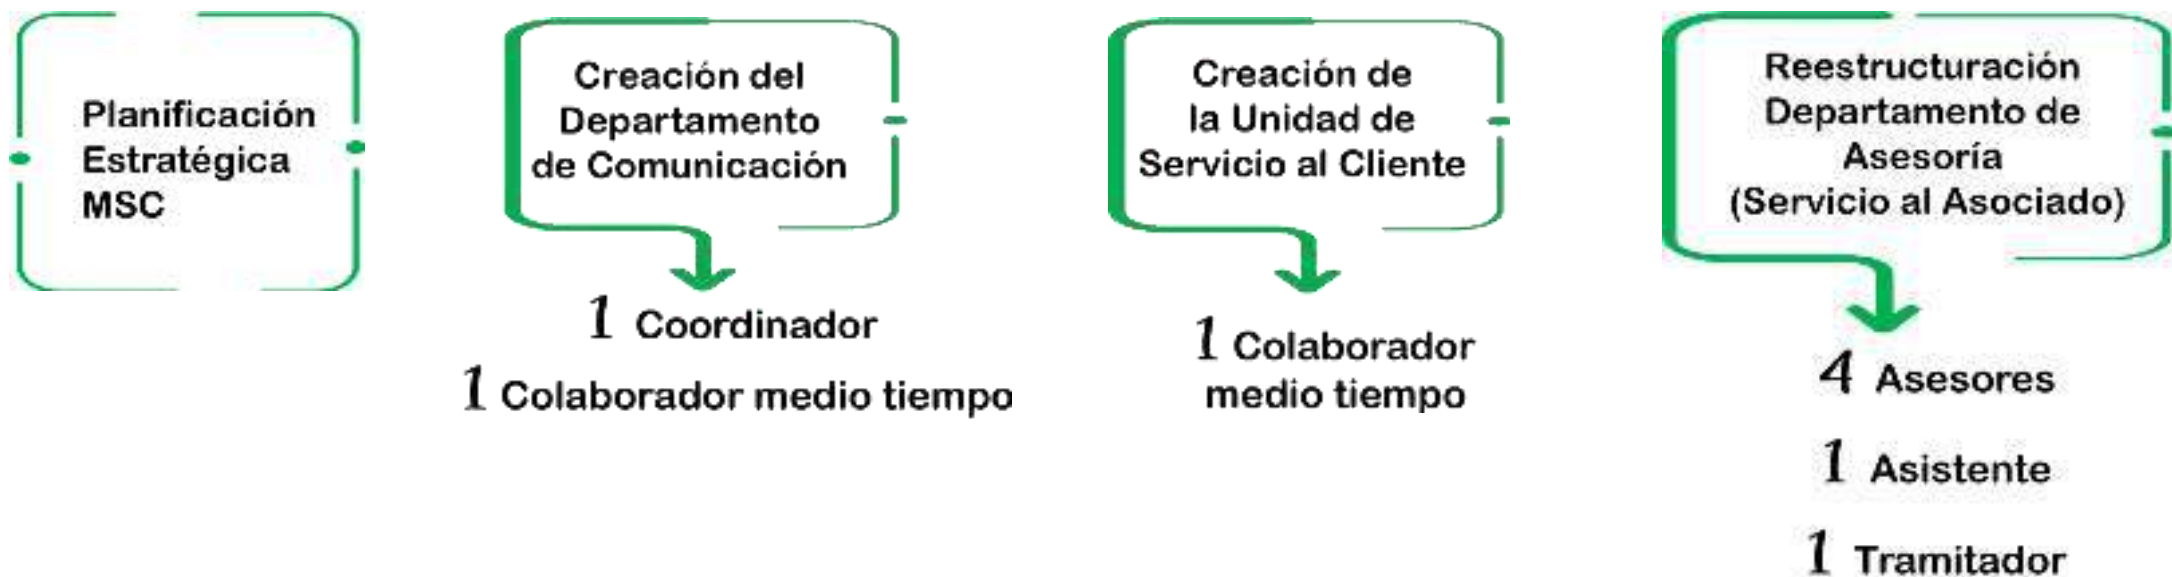 Planificación
Estratégica
MSC
Creación del
Departamento
de Comunicación
1 Coordinador
1 Colaborador medio tiempo
Creación de
la Unidad de
Servicio al Cliente
1 Colaborador
medio tiempo
Reestructuración
Departamento de
Asesoría
(Servicio al Asociado)
4 Asesores
1 Asistente
1 Tramitador